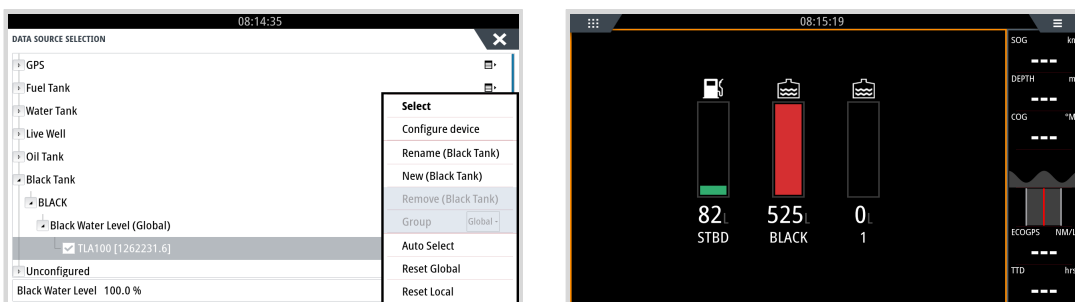 08:14:35
DATA SOURCE SELECTION
GPS
Fuel Tank
Water Tank
Live Well
Oil Tank
Black Tank
BLACK
Black Water Level (Global)
TLA100 [1262231.6]
Unconfigured
Black Water Level 100.0 %
Select
Configure device
Rename (Black Tank)
New (Black Tank)
Remove (Black Tank)
Group Global
Auto Select
Reset Global
Reset Local
08:15:19
82L 525L 0L
STBD BLACK 1
SOG kn
---
DEPTH m
---
COG °M
---
ECOGPS NM/L
---
TTD hrs
---